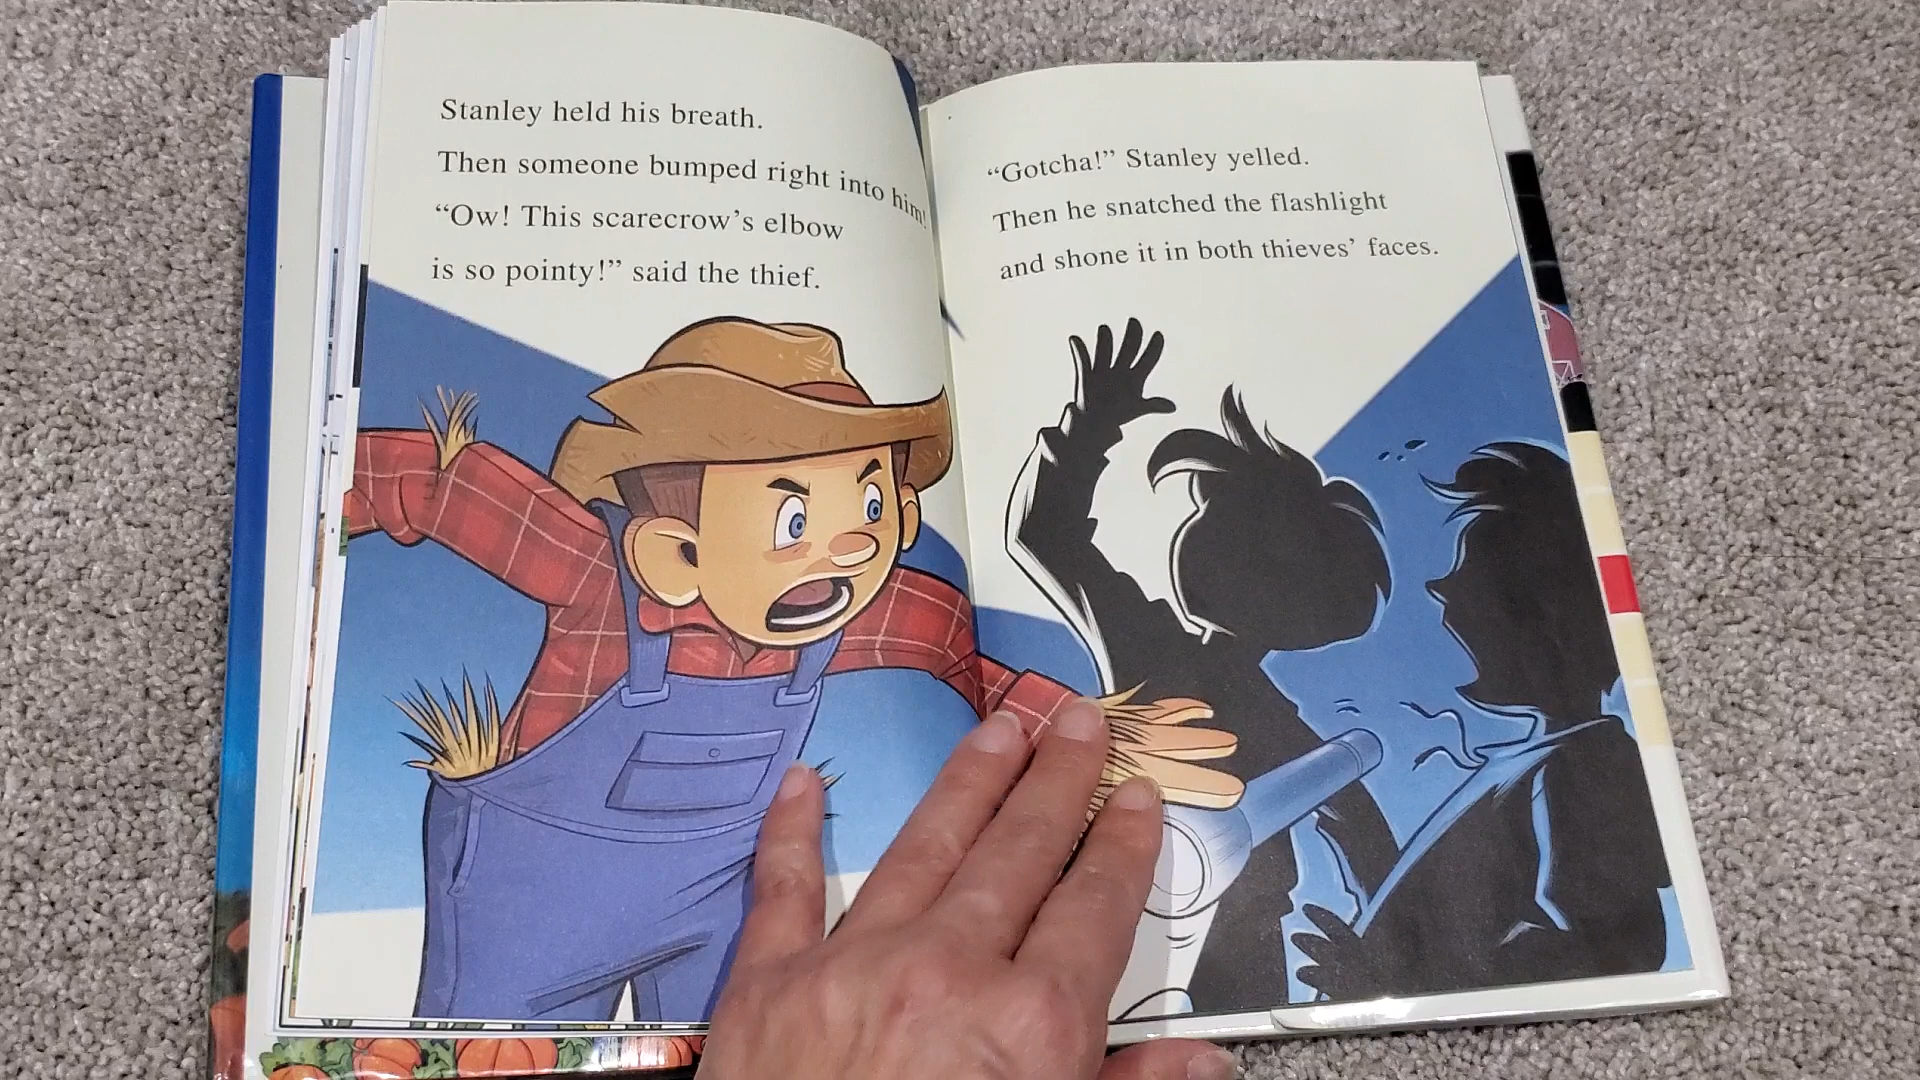 Stanley held his breath.
Then someone bumped right into him!
“Ow! This scarecrow’s elbow
is so pointy!” said the thief.
“Gotcha!” Stanley yelled.
Then he snatched the flashlight
and shone it in both thieves’ faces.